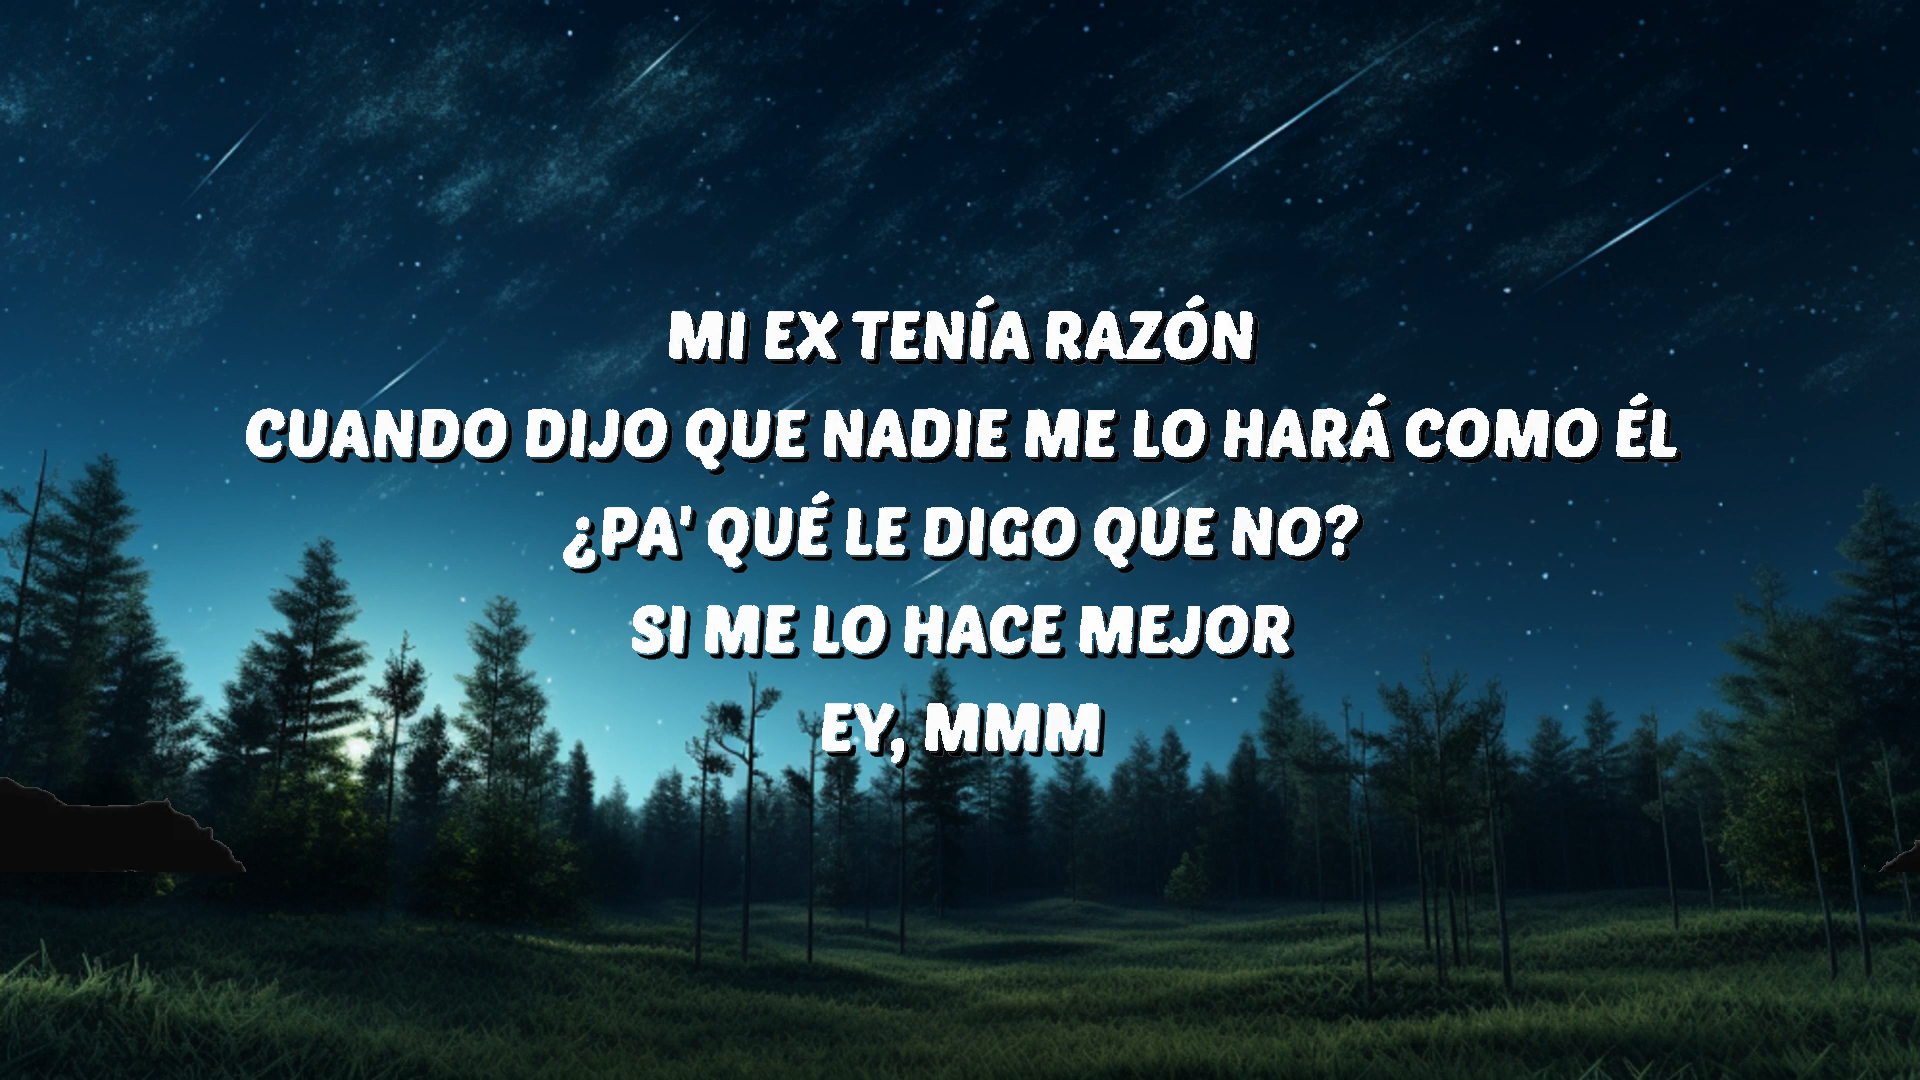 MI EX TENÍA RAZÓN
CUANDO DIJO QUE NADIE ME LO HARÁ COMO ÉL
¿PA' QUÉ LE DIGO QUE NO?
SI ME LO HACE MEJOR
EY, MMM